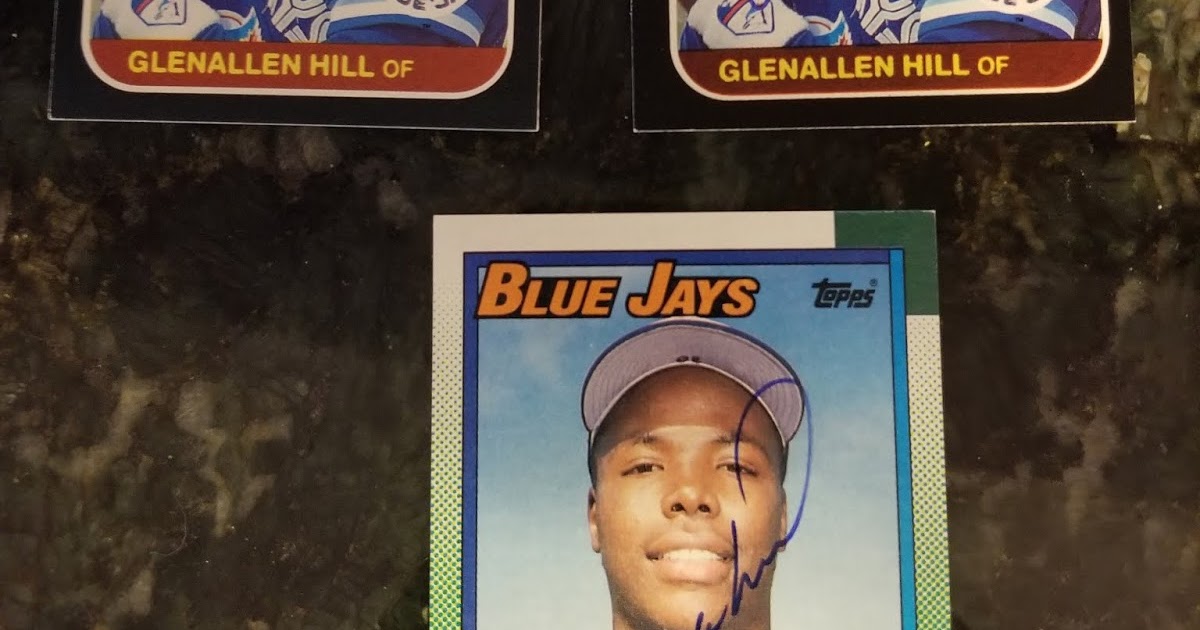 GLENALLEN HILL OF
GLENALLEN HILL OF
BLUE JAYS
TOPPS®